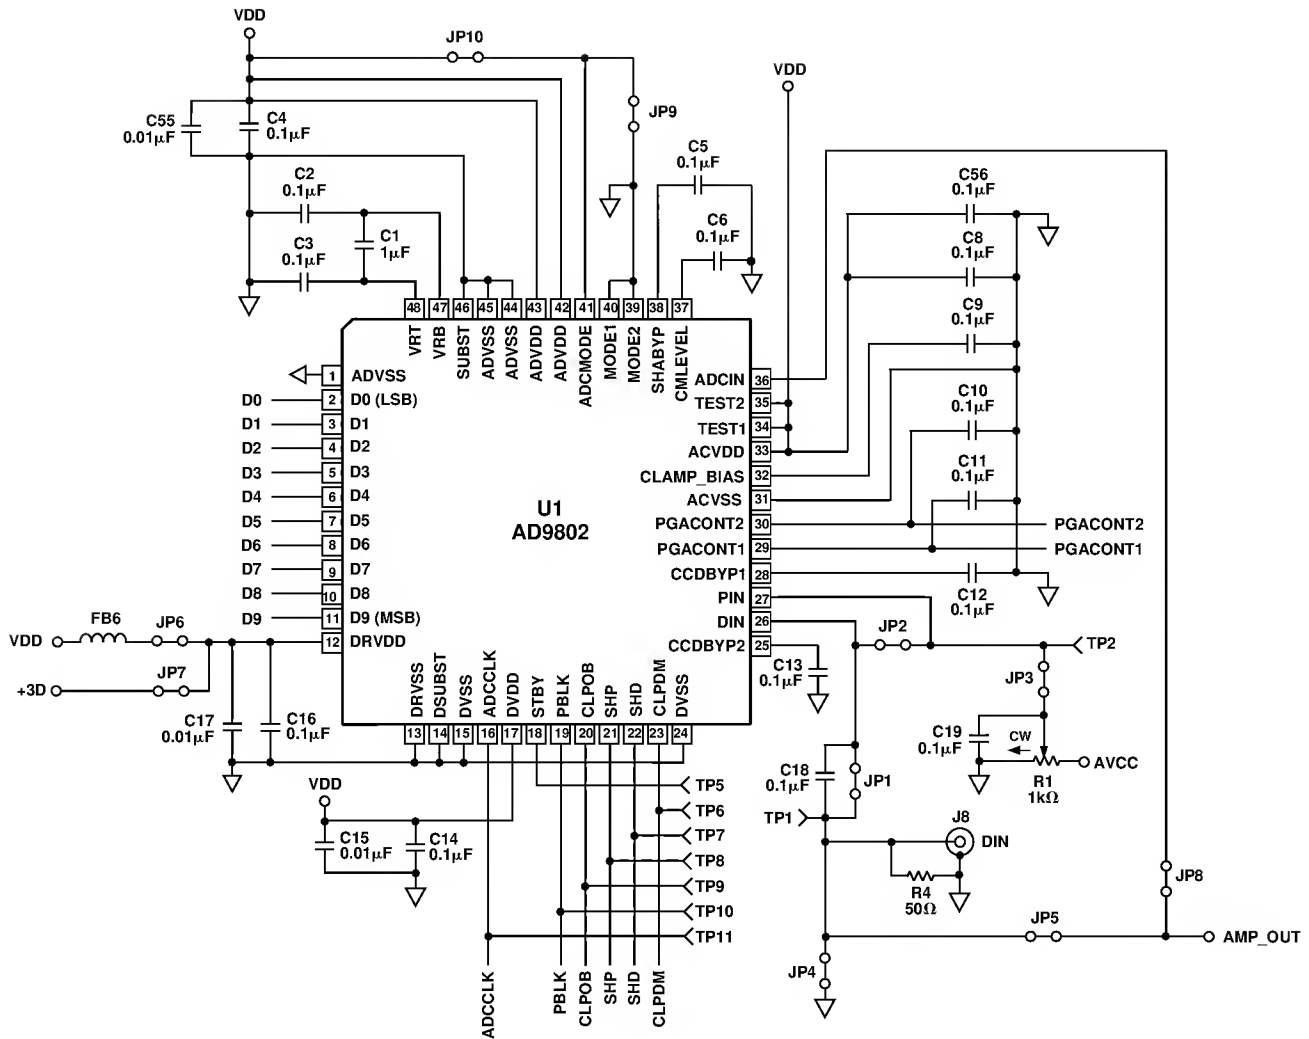 VDD
JP10
VDD
JP9
C55
0.01µF
C4
0.1µF
C5
0.1µF
C2
0.1µF
C56
0.1µF
C6
0.1µF
C1
1µF
C3
0.1µF
C8
0.1µF
C9
0.1µF
48 47 46 45 44 43 42 41 40 39 38 37
VRT
VRB
SUBST
ADVSS
ADVSS
ADVDD
ADVDD
ADCMODE
MODE1
MODE2
SHABYP
CMLEVEL
1 ADVSS
D0 2 D0 (LSB)
D1 3 D1
D2 4 D2
D3 5 D3
D4 6 D4
D5 7 D5
D6 8 D6
D7 9 D7
D8 10 D8
D9 11 D9 (MSB)
12 DRVDD
U1
AD9802
ADCIN 36
TEST2 35
TEST1 34
ACVDD 33
CLAMP_BIAS 32
ACVSS 31
PGACONT2 30 PGACONT2
PGACONT1 29 PGACONT1
CCDBYP1 28
PIN 27
DIN 26
CCDBYP2 25
C10
0.1µF
C11
0.1µF
C12
0.1µF
VDD
FB6
JP6
+3D
JP7
C17
0.01µF
C16
0.1µF
DRVSS
DSUBST
DVSS
ADCCLK
DVDD
STBY
PBLK
CLPOB
SHP
SHD
CLPDM
DVSS
13 14 15 16 17 18 19 20 21 22 23 24
C13
0.1µF
JP2
TP2
JP3
C19
0.1µF
CW
AVCC
R1
1kΩ
C18
0.1µF
JP1
TP1
J8
DIN
R4
50Ω
VDD
C15
0.01µF
C14
0.1µF
TP5
TP6
TP7
TP8
TP9
TP10
TP11
JP8
JP5
AMP_OUT
JP4
ADCCLK
PBLK
CLPOB
SHP
SHD
CLPDM